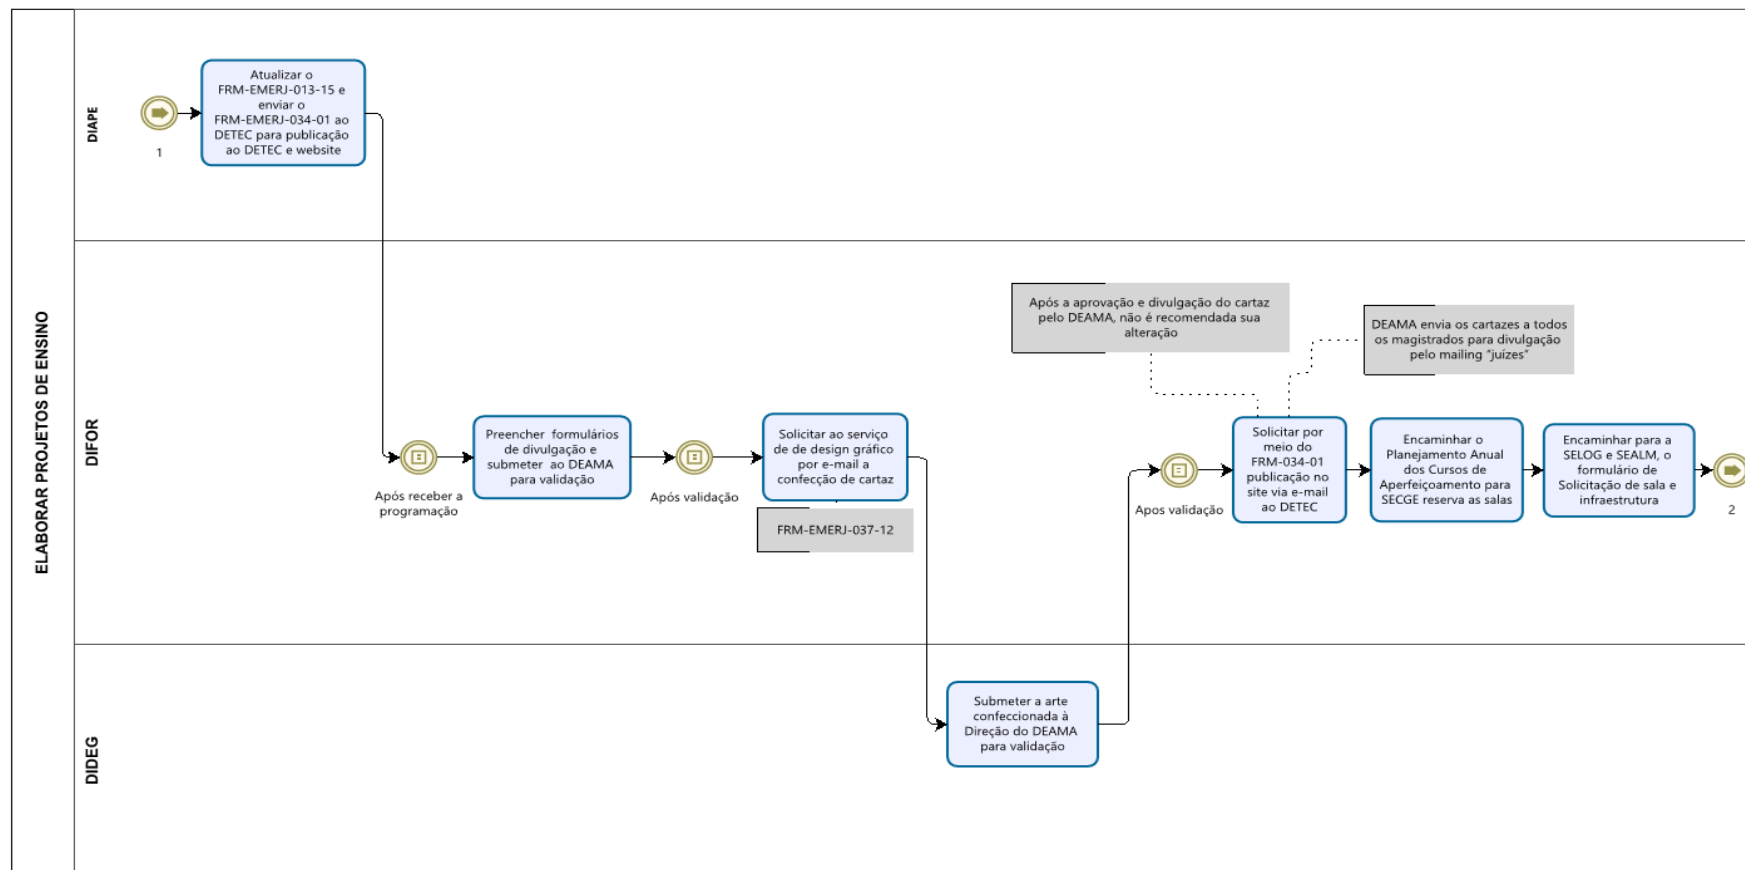 ELABORAR PROJETOS DE ENSINO
DIAPE
1
Atualizar o
FRM-EMERJ-013-15 e
enviar o
FRM-EMERJ-034-01 ao
DETEC para publicação
ao DETEC e website
DIFOR
Após receber a
programação
Preencher formulários
de divulgação e
submeter ao DEAMA
para validação
Após validação
Solicitar ao serviço
de de design gráfico
por e-mail a
confecção de cartaz
FRM-EMERJ-037-12
Após a aprovação e divulgação do cartaz
pelo DEAMA, não é recomendada sua
alteração
DEAMA envia os cartazes a todos
os magistrados para divulgação
pelo mailing "juízes"
Apos validação
Solicitar por
meio do
FRM-034-01
publicação no
site via e-mail
ao DETEC
Encaminhar o
Planejamento Anual
dos Cursos de
Aperfeiçoamento para
SECGE reserva as salas
Encaminhar para a
SELOG e SEALM, o
formulário de
Solicitação de sala e
infraestrutura
2
DIDEG
Submeter a arte
confeccionada à
Direção do DEAMA
para validação